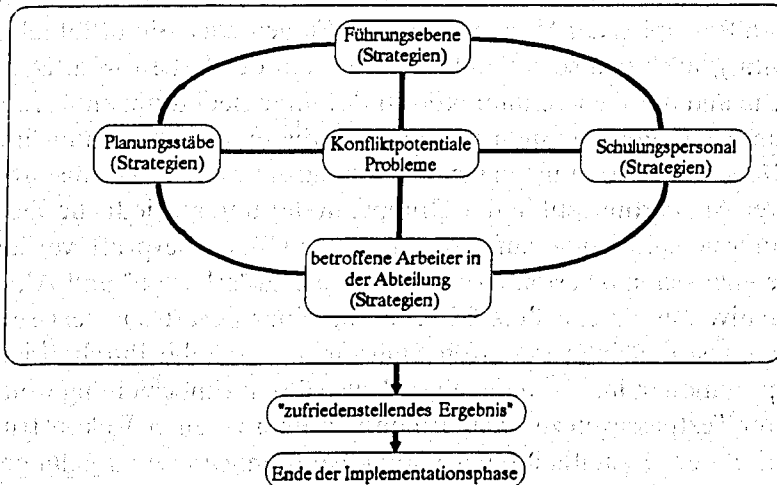 Führungsebene
(Strategien)
Planungsstäbe
(Strategien)
Konfliktpotentiale
Probleme
Schulungspersonal
(Strategien)
betroffene Arbeiter in
der Abteilung
(Strategien)
"zufriedenstellendes Ergebnis"
Ende der Implementationsphase